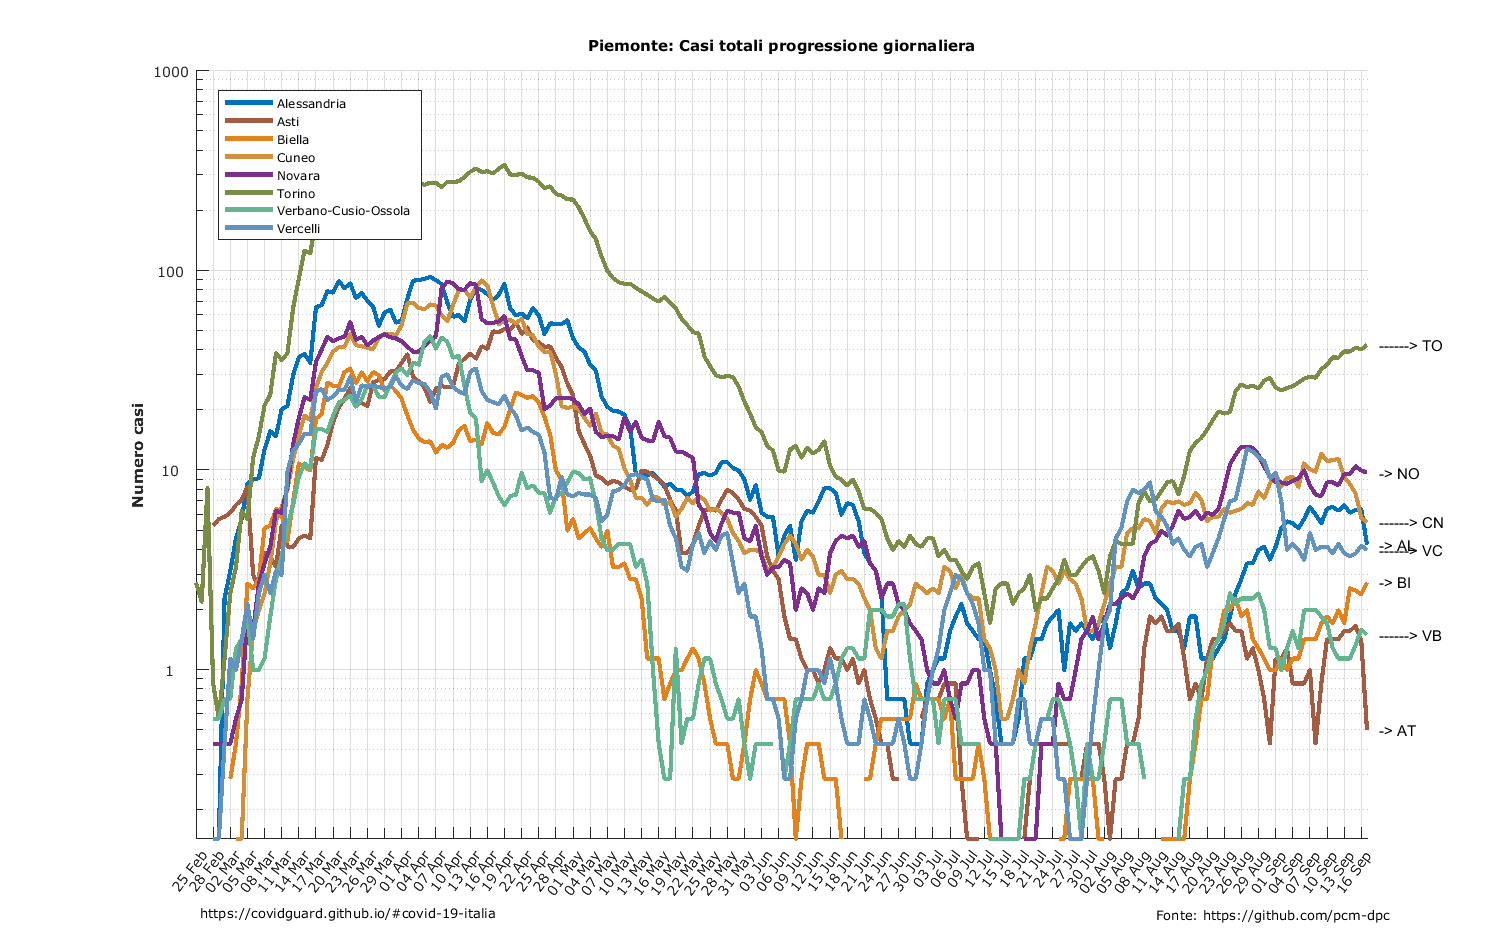 Piemonte: Casi totali progressione giornaliera
1000
100
10
1
Numero casi
Alessandria
Asti
Biella
Cuneo
Novara
Torino
Verbano-Cusio-Ossola
Vercelli
------> TO
-> NO
------> CN
-> AL
------> VC
-> BI
------> VB
-> AT
25 Feb
28 Feb
02 Mar
05 Mar
08 Mar
11 Mar
14 Mar
17 Mar
20 Mar
23 Mar
26 Mar
29 Mar
01 Apr
04 Apr
07 Apr
10 Apr
13 Apr
16 Apr
19 Apr
22 Apr
25 Apr
28 Apr
01 May
04 May
07 May
10 May
13 May
16 May
19 May
22 May
25 May
28 May
31 May
03 Jun
06 Jun
09 Jun
12 Jun
15 Jun
18 Jun
21 Jun
24 Jun
27 Jun
30 Jun
03 Jul
06 Jul
09 Jul
12 Jul
15 Jul
18 Jul
21 Jul
24 Jul
27 Jul
30 Jul
02 Aug
05 Aug
08 Aug
11 Aug
14 Aug
17 Aug
20 Aug
23 Aug
26 Aug
29 Aug
01 Sep
04 Sep
07 Sep
10 Sep
13 Sep
16 Sep
https://covidguard.github.io/#covid-19-italia
Fonte: https://github.com/pcm-dpc